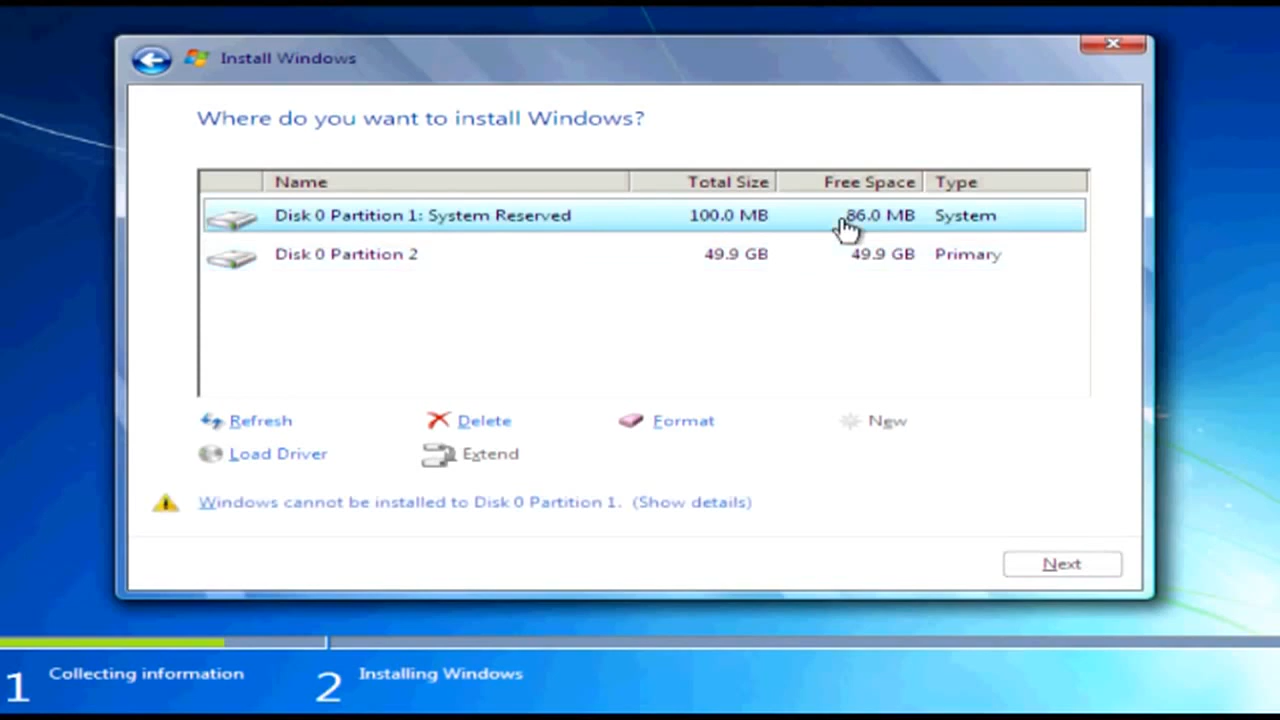 Install Windows
Where do you want to install Windows?
Name Total Size Free Space Type
Disk 0 Partition 1: System Reserved 100.0 MB 86.0 MB System
Disk 0 Partition 2 49.9 GB 49.9 GB Primary
Refresh Delete Format New
Load Driver Extend
Windows cannot be installed to Disk 0 Partition 1. (Show details)
Next
1 Collecting information 2 Installing Windows